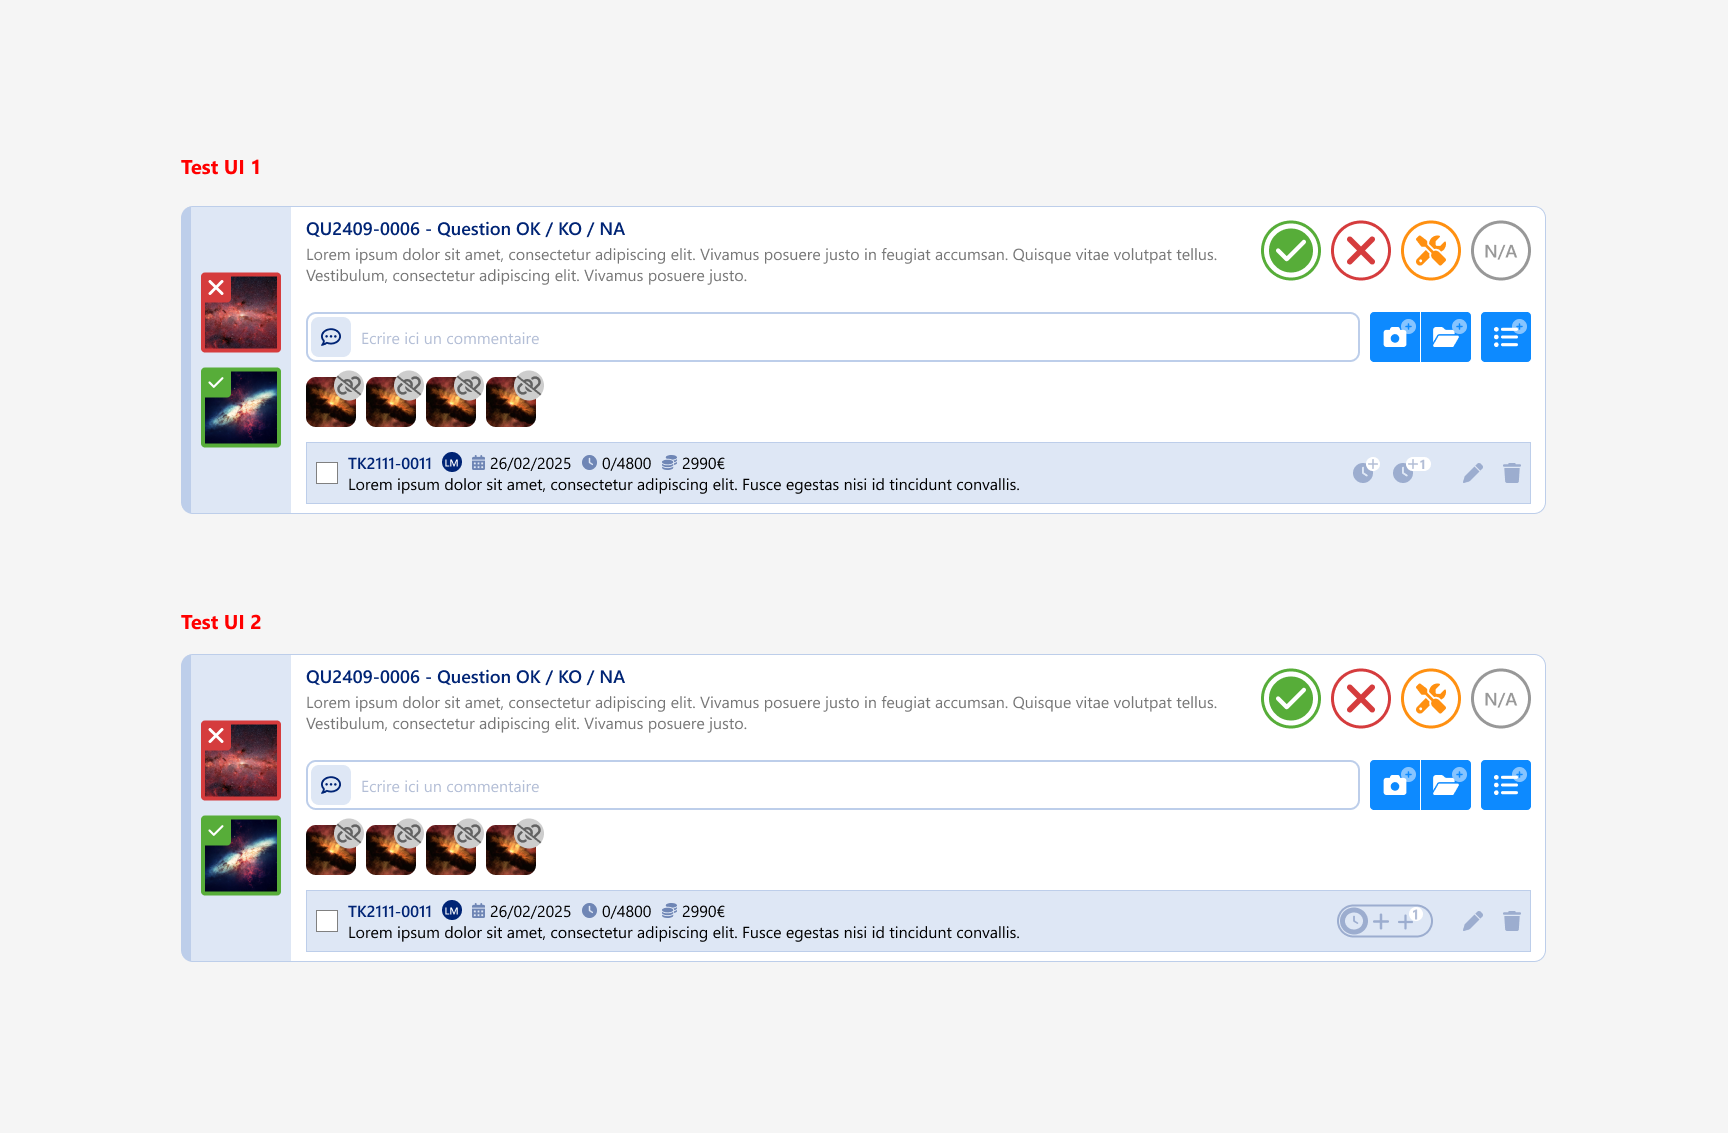 Test UI 1
QU2409-0006 - Question OK / KO / NA
Lorem ipsum dolor sit amet, consectetur adipiscing elit. Vivamus posuere justo in feugiat accumsan. Quisque vitae volutpat tellus.
Vestibulum, consectetur adipiscing elit. Vivamus posuere justo.
N/A
Ecrire ici un commentaire
TK2111-0011 LM 26/02/2025 0/4800 2990€
Lorem ipsum dolor sit amet, consectetur adipiscing elit. Fusce egestas nisi id tincidunt convallis.
+ +1
Test UI 2
QU2409-0006 - Question OK / KO / NA
Lorem ipsum dolor sit amet, consectetur adipiscing elit. Vivamus posuere justo in feugiat accumsan. Quisque vitae volutpat tellus.
Vestibulum, consectetur adipiscing elit. Vivamus posuere justo.
N/A
Ecrire ici un commentaire
TK2111-0011 LM 26/02/2025 0/4800 2990€
Lorem ipsum dolor sit amet, consectetur adipiscing elit. Fusce egestas nisi id tincidunt convallis.
+ +1